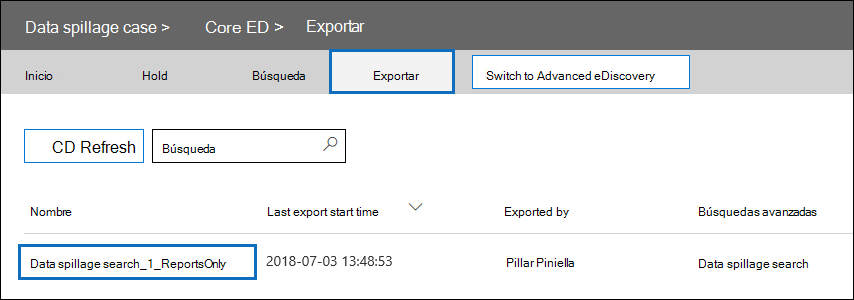 Data spillage case > Core ED > Exportar
Inicio Hold Búsqueda Exportar Switch to Advanced eDiscovery
CD Refresh Búsqueda
Nombre Last export start time Exported by Búsquedas avanzadas
Data spillage search_1_ReportsOnly 2018-07-03 13:48:53 Pillar Piniella Data spillage search